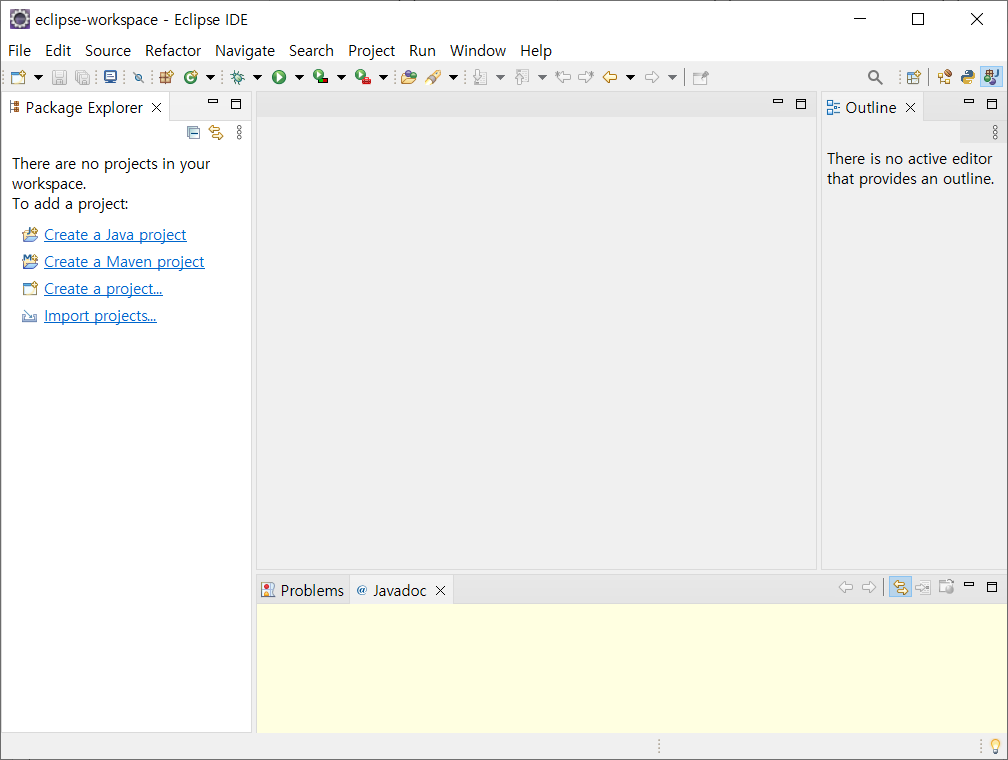 eclipse-workspace - Eclipse IDE
File Edit Source Refactor Navigate Search Project Run Window Help
Package Explorer
There are no projects in your
workspace.
To add a project:
Create a Java project
Create a Maven project
Create a project...
Import projects...
Outline
There is no active editor
that provides an outline.
Problems
@ Javadoc